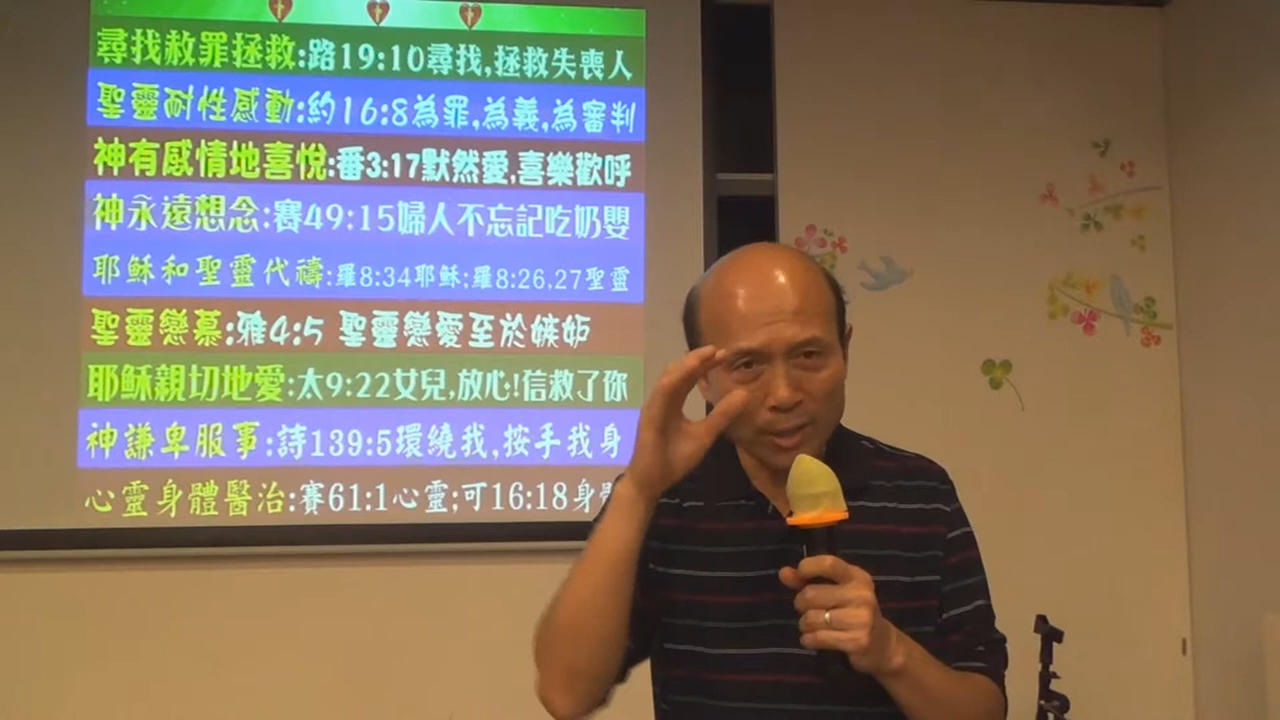 尋找赦罪拯救:路19:10尋找,拯救失喪人
聖靈耐性感動:約16:8為罪,為義,為審判
神有感情地喜悅:番3:17默然愛,喜樂歡呼
神永遠想念:賽49:15婦人不忘記吃奶嬰
耶穌和聖靈代禱:羅8:34耶穌;羅8:26,27聖靈
聖靈戀慕:雅4:5 聖靈戀愛至於嫉妒
耶穌親切地愛:太9:22女兒,放心!信救了你
神謙卑服事:詩139:5環繞我,按手我身
心靈身體醫治:賽61:1心靈;可16:18身